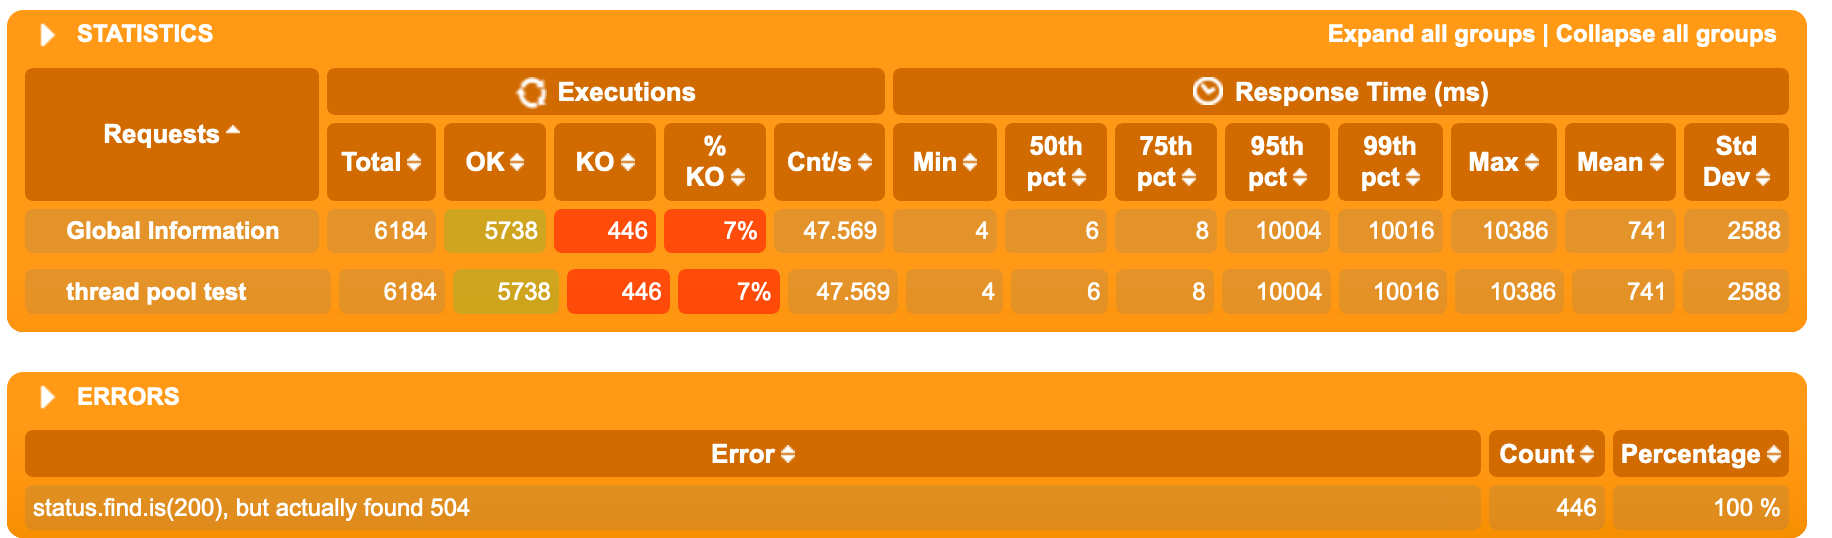 STATISTICS Expand all groups | Collapse all groups
Requests Executions Response Time (ms)
Total OK KO % KO Cnt/s Min 50th pct 75th pct 95th pct 99th pct Max Mean Std Dev
Global Information 6184 5738 446 7% 47.569 4 6 8 10004 10016 10386 741 2588
thread pool test 6184 5738 446 7% 47.569 4 6 8 10004 10016 10386 741 2588
ERRORS
Error Count Percentage
status.find.is(200), but actually found 504 446 100 %